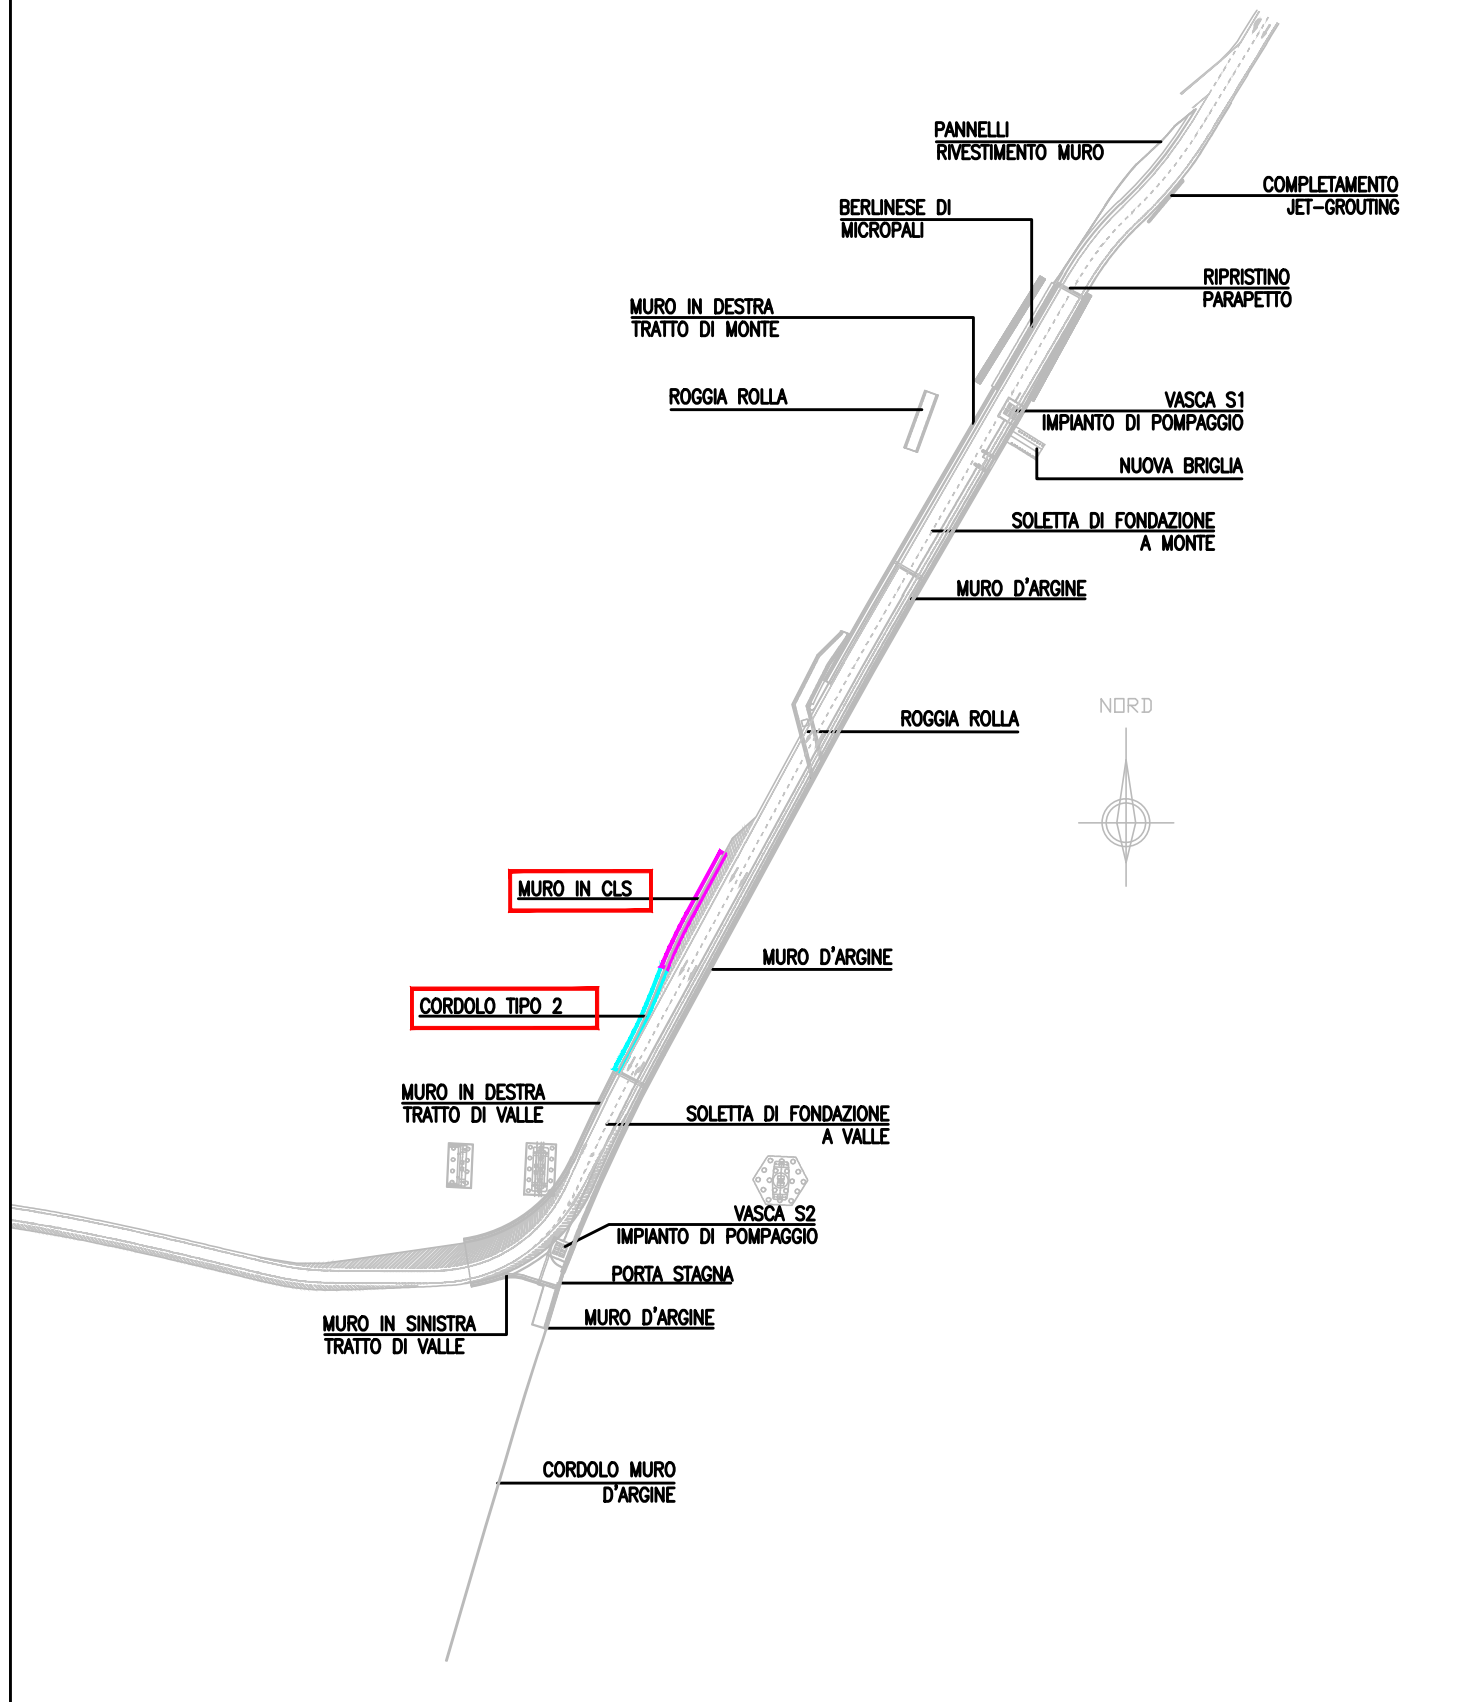 PANNELLI
RIVESTIMENTO MURO
COMPLETAMENTO
JET-GROUTING
BERLINESE DI
MICROPALI
RIPRISTINO
PARAPETTO
MURO IN DESTRA
TRATTO DI MONTE
ROGGIA ROLLA
VASCA S1
IMPIANTO DI POMPAGGIO
NUOVA BRIGLIA
SOLETTA DI FONDAZIONE
A MONTE
MURO D'ARGINE
NORD
ROGGIA ROLLA
MURO IN CLS
MURO D'ARGINE
CORDOLO TIPO 2
MURO IN DESTRA
TRATTO DI VALLE
SOLETTA DI FONDAZIONE
A VALLE
VASCA S2
IMPIANTO DI POMPAGGIO
PORTA STAGNA
MURO D'ARGINE
MURO IN SINISTRA
TRATTO DI VALLE
CORDOLO MURO
D'ARGINE